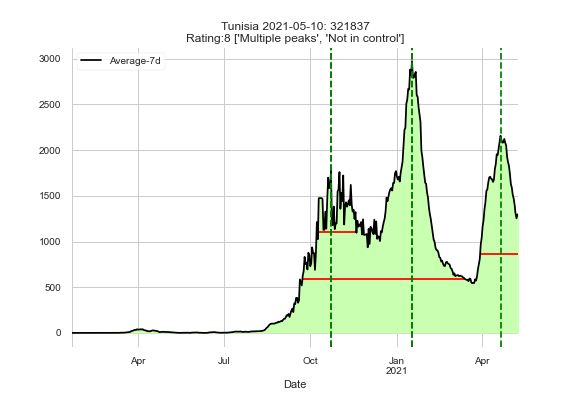 Tunisia 2021-05-10: 321837
Rating:8 ['Multiple peaks', 'Not in control']
Average-7d
3000
2500
2000
1500
1000
500
0
Apr
Jul
Oct
Jan
2021
Apr
Date